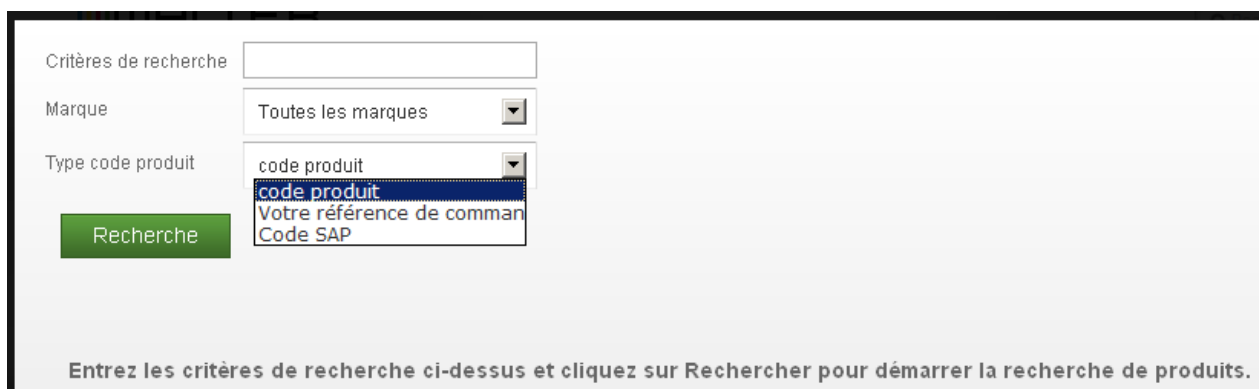 Critères de recherche
Marque Toutes les marques
Type code produit code produit
code produit
Votre référence de comman
Code SAP
Recherche
Entrez les critères de recherche ci-dessus et cliquez sur Rechercher pour démarrer la recherche de produits.